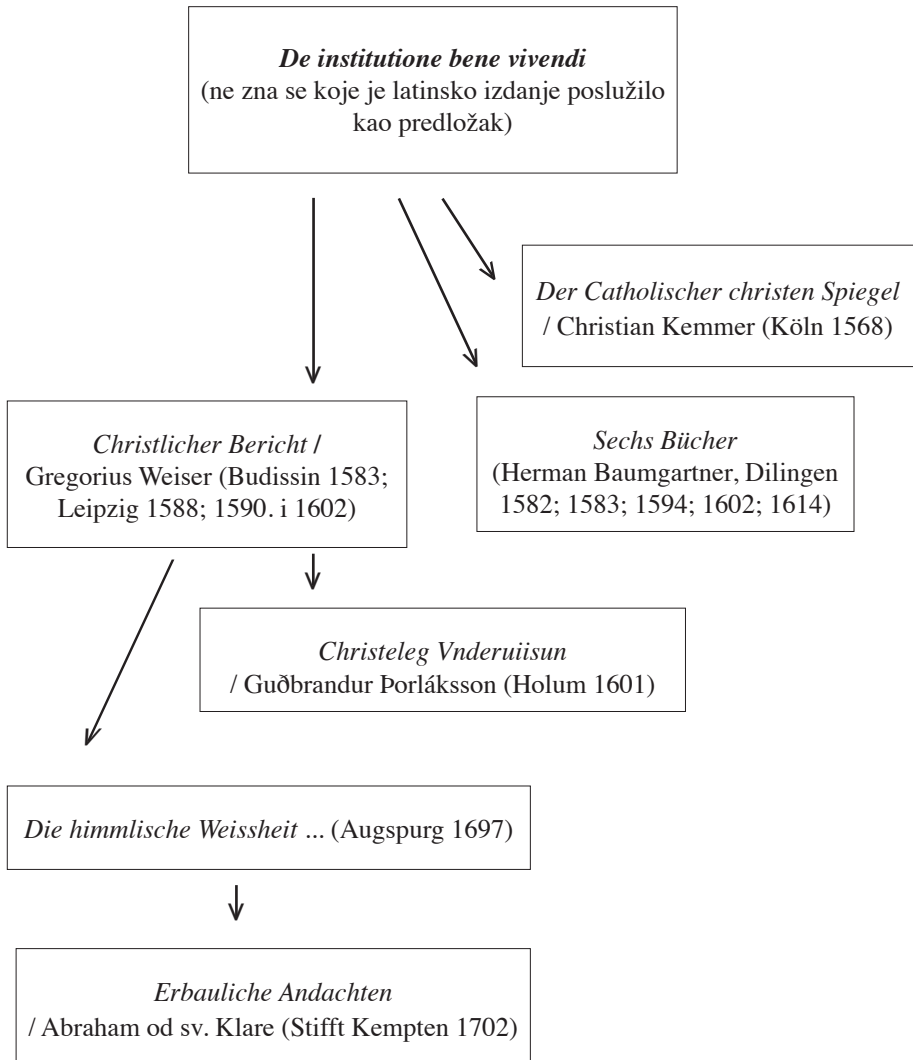 De institutione bene vivendi
(ne zna se koje je latinsko izdanje poslužilo
kao predložak)
Der Catholischer christen Spiegel
/ Christian Kemmer (Köln 1568)
Christlicher Bericht /
Gregorius Weiser (Budissin 1583;
Leipzig 1588; 1590. i 1602)
Sechs Bücher
(Herman Baumgartner, Dilingen
1582; 1583; 1594; 1602; 1614)
Christeleg Vnderuiisun
/ Guðbrandur Þorláksson (Holum 1601)
Die himmlische Weissheit ... (Augspurg 1697)
Erbauliche Andachten
/ Abraham od sv. Klare (Stifft Kempten 1702)